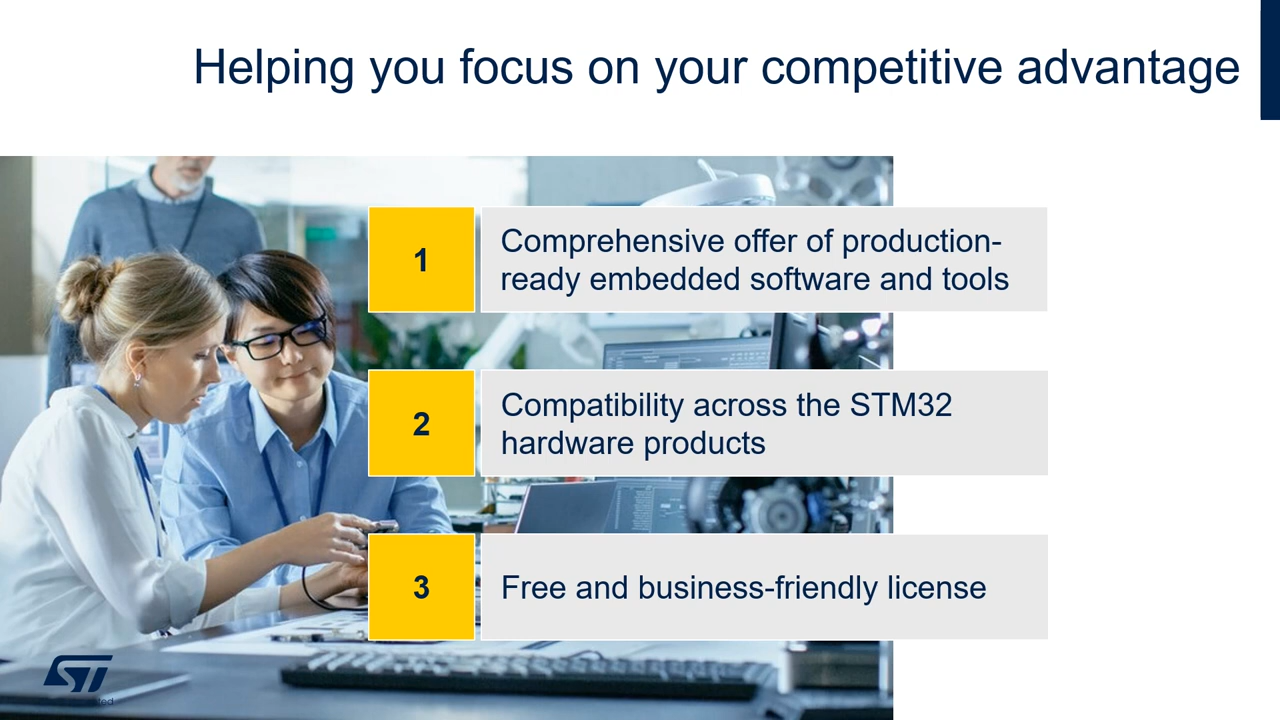 Helping you focus on your competitive advantage
1
Comprehensive offer of production-
ready embedded software and tools
2
Compatibility across the STM32
hardware products
3
Free and business-friendly license
ST